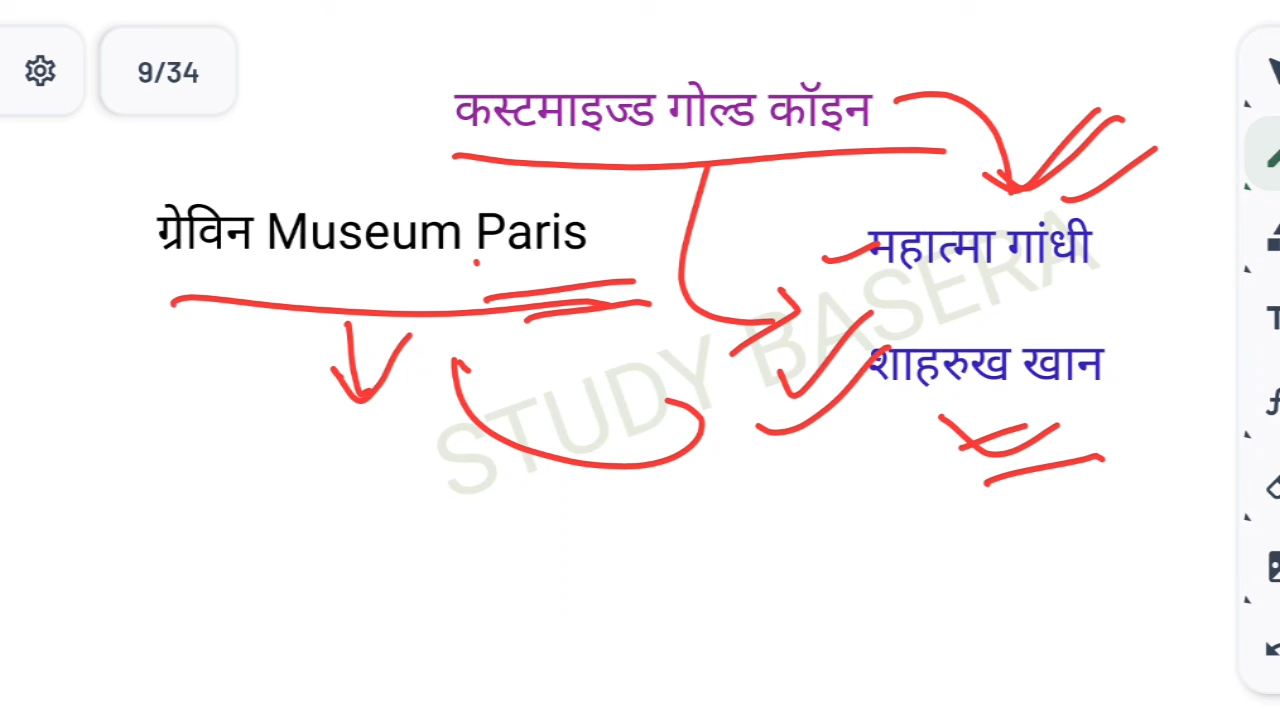 9/34
कस्टमाइज्ड गोल्ड कॉइन
ग्रेविन Museum Paris
महात्मा गांधी
शाहरुख खान
STUDY BASERA